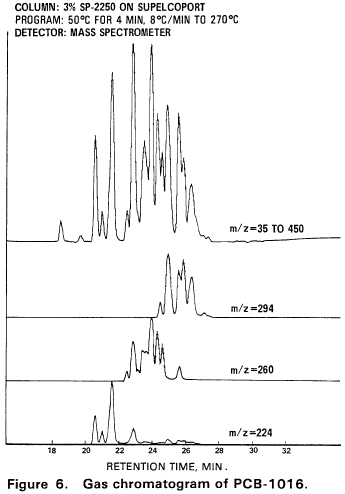 COLUMN: 3% SP-2250 ON SUPELCOPORT
PROGRAM: 50°C FOR 4 MIN, 8°C/MIN TO 270°C
DETECTOR: MASS SPECTROMETER
m/z=35 TO 450
m/z=294
m/z=260
m/z=224
16 18 20 22 24 26 28 30 32
RETENTION TIME, MIN.
Figure 6. Gas chromatogram of PCB-1016.